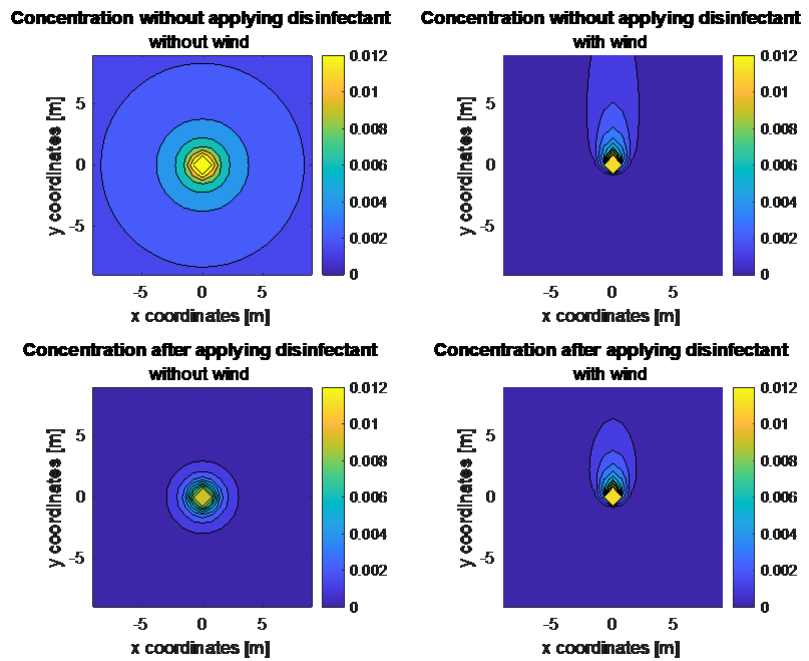 Concentration without applying disinfectant
without wind
0.012
0.01
0.008
0.006
0.004
0.002
0
5
0
-5
y coordinates [m]
-5 0 5
x coordinates [m]
Concentration without applying disinfectant
with wind
0.012
0.01
0.008
0.006
0.004
0.002
0
5
0
-5
y coordinates [m]
-5 0 5
x coordinates [m]
Concentration after applying disinfectant
without wind
0.012
0.01
0.008
0.006
0.004
0.002
0
5
0
-5
y coordinates [m]
-5 0 5
x coordinates [m]
Concentration after applying disinfectant
with wind
0.012
0.01
0.008
0.006
0.004
0.002
0
5
0
-5
y coordinates [m]
-5 0 5
x coordinates [m]